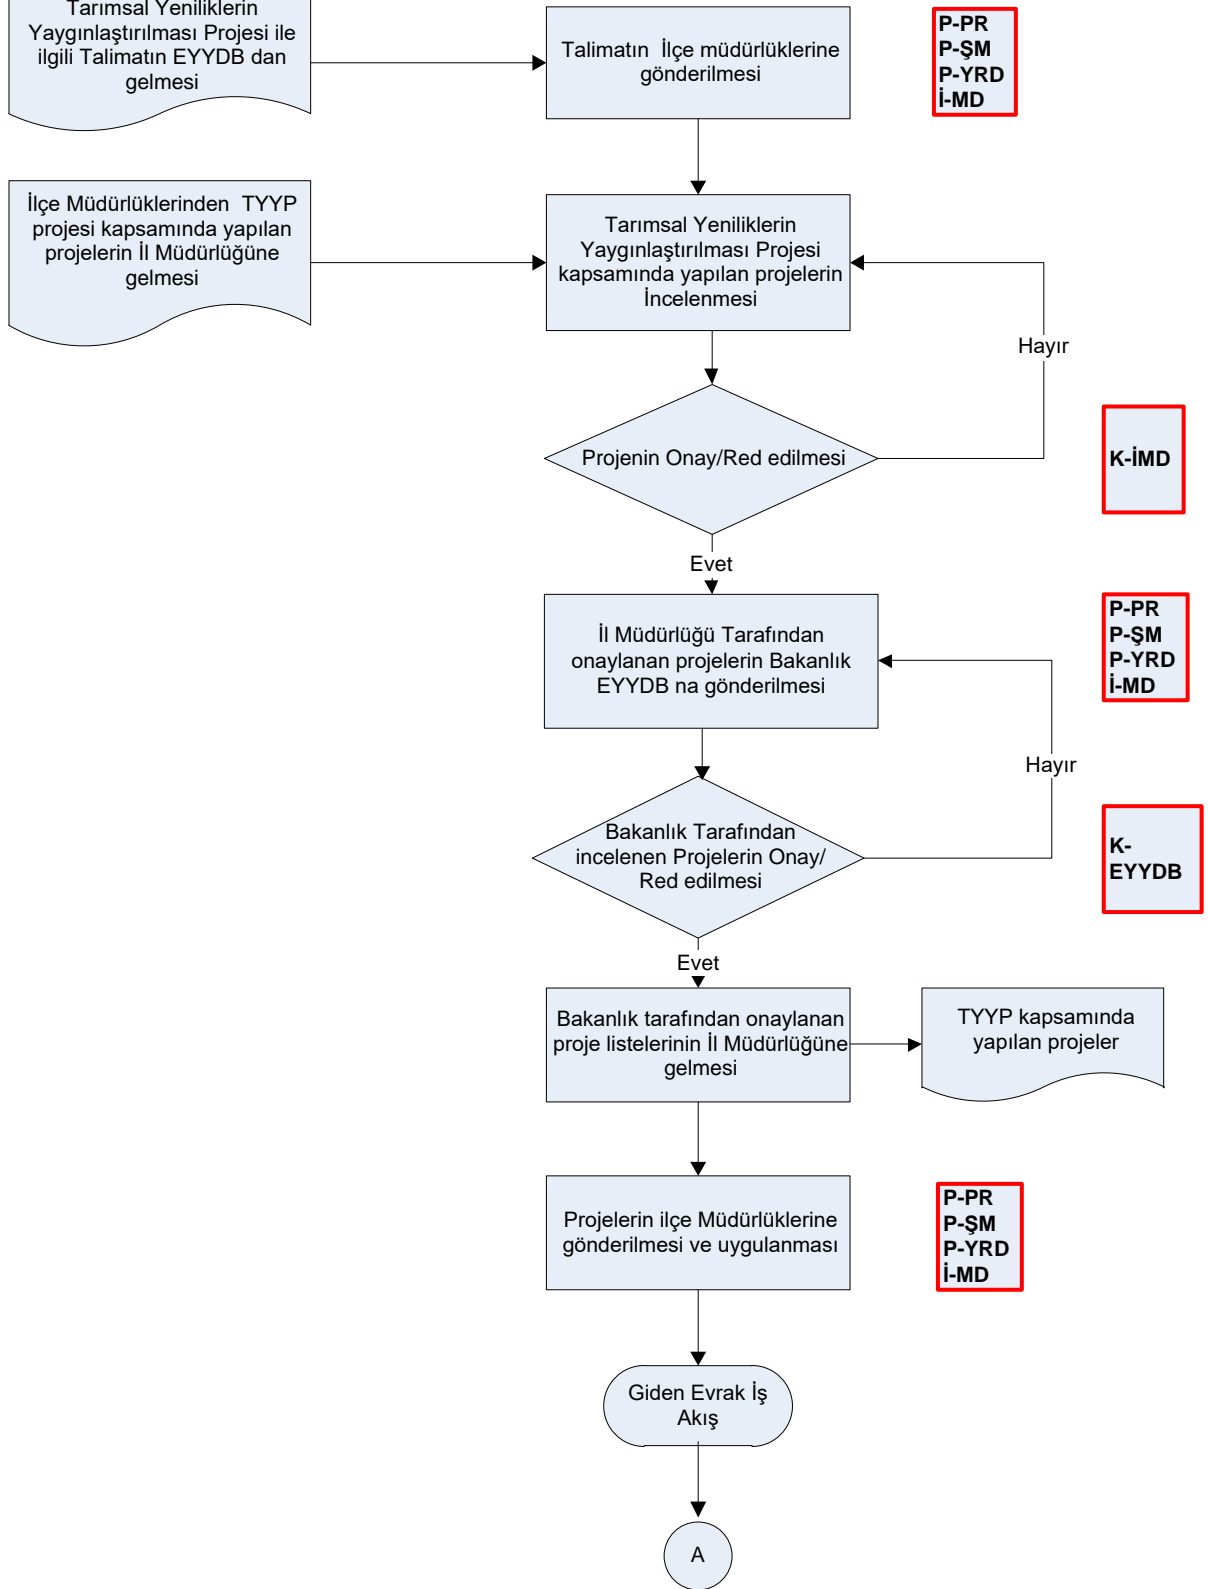 Tarımsal Yeniliklerin
Yaygınlaştırılması Projesi ile
ilgili Talimatın EYYDB dan
gelmesi
Talimatın İlçe müdürlüklerine
gönderilmesi
P-PR
P-ŞM
P-YRD
İ-MD
İlçe Müdürlüklerinden TYYP
projesi kapsamında yapılan
projelerin İl Müdürlüğüne
gelmesi
Tarımsal Yeniliklerin
Yaygınlaştırılması Projesi
kapsamında yapılan projelerin
İncelenmesi
Hayır
Projenin Onay/Red edilmesi
K-İMD
Evet
İl Müdürlüğü Tarafından
onaylanan projelerin Bakanlık
EYYDB na gönderilmesi
P-PR
P-ŞM
P-YRD
İ-MD
Hayır
Bakanlık Tarafından
incelenen Projelerin Onay/
Red edilmesi
K-
EYYDB
Evet
Bakanlık tarafından onaylanan
proje listelerinin İl Müdürlüğüne
gelmesi
TYYP kapsamında
yapılan projeler
Projelerin ilçe Müdürlüklerine
gönderilmesi ve uygulanması
P-PR
P-ŞM
P-YRD
İ-MD
Giden Evrak İş
Akış
A